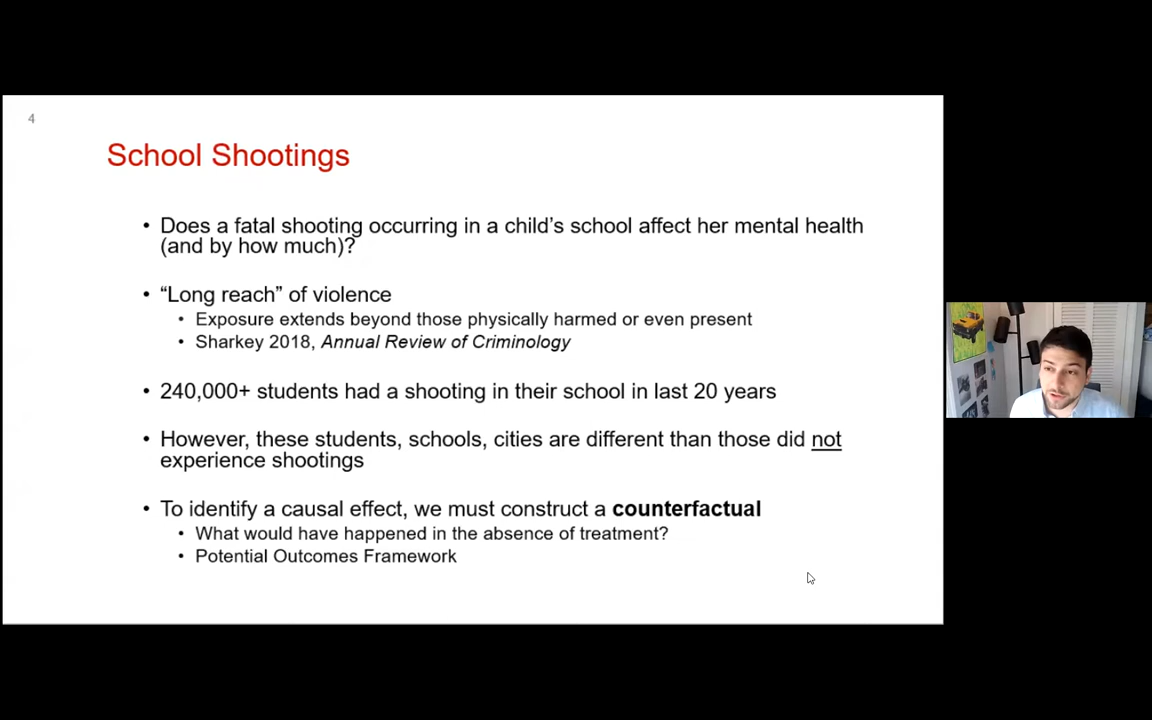 4
School Shootings
• Does a fatal shooting occurring in a child’s school affect her mental health
(and by how much)?
• “Long reach” of violence
• Exposure extends beyond those physically harmed or even present
• Sharkey 2018, Annual Review of Criminology
• 240,000+ students had a shooting in their school in last 20 years
• However, these students, schools, cities are different than those did not
experience shootings
• To identify a causal effect, we must construct a counterfactual
• What would have happened in the absence of treatment?
• Potential Outcomes Framework